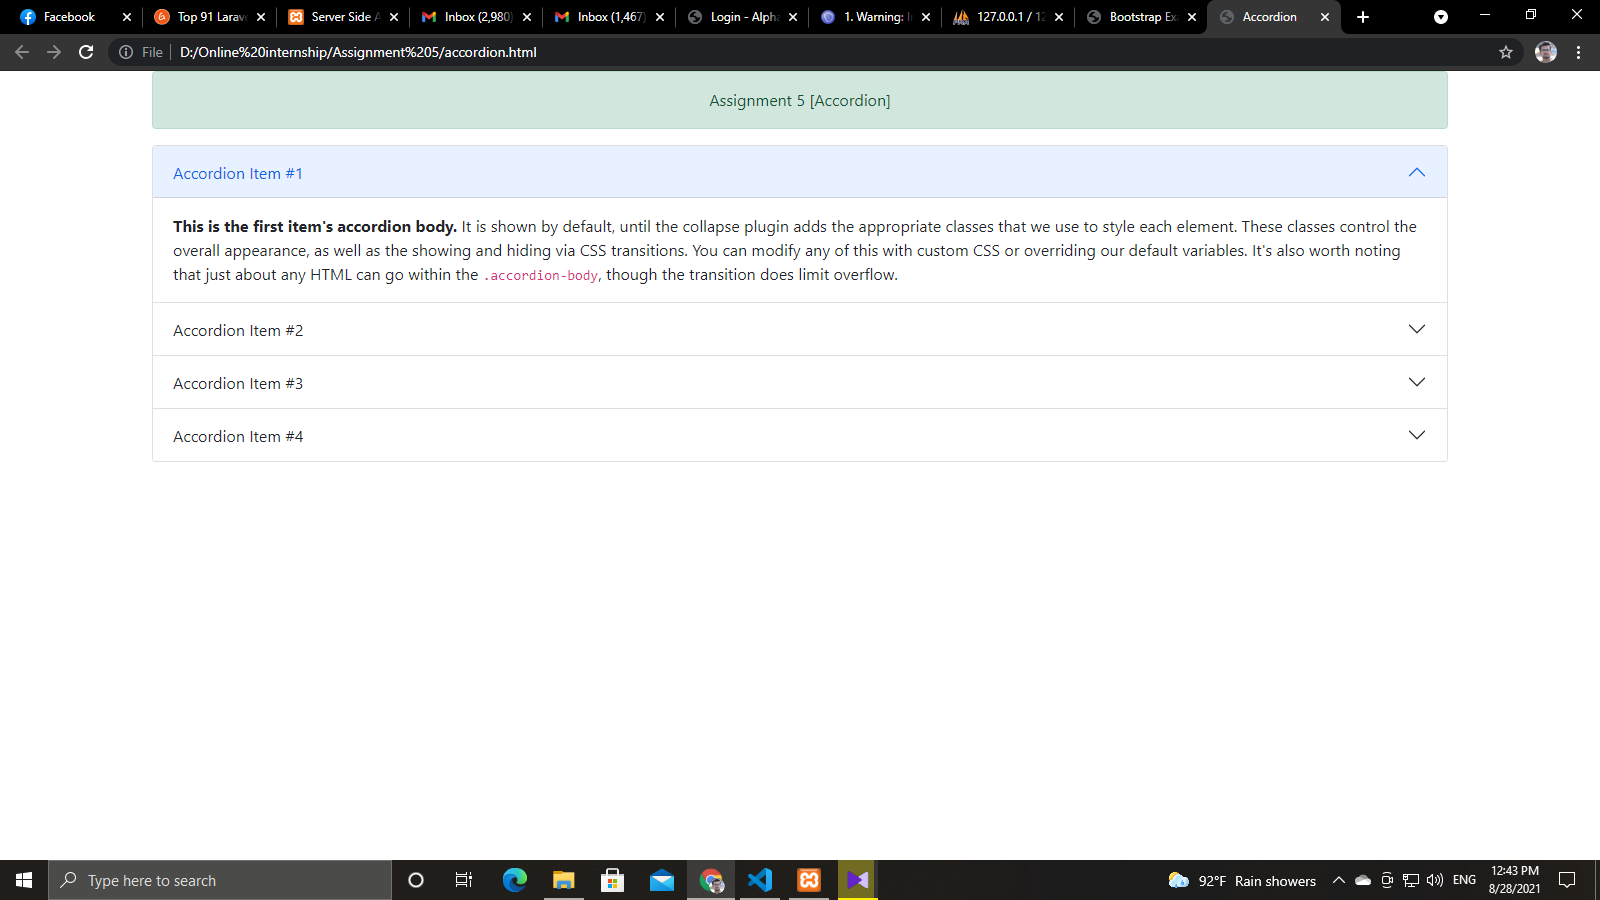 Facebook
Top 91 Larave
Server Side A
Inbox (2,980)
Inbox (1,467)
Login - Alpha
1. Warning: I
127.0.0.1 / 12
Bootstrap Ex
Accordion
File
D:/Online%20internship/Assignment%205/accordion.html
Assignment 5 [Accordion]
Accordion Item #1
This is the first item's accordion body. It is shown by default, until the collapse plugin adds the appropriate classes that we use to style each element. These classes control the
overall appearance, as well as the showing and hiding via CSS transitions. You can modify any of this with custom CSS or overriding our default variables. It's also worth noting
that just about any HTML can go within the .accordion-body, though the transition does limit overflow.
Accordion Item #2
Accordion Item #3
Accordion Item #4
Type here to search
92°F Rain showers
ENG
12:43 PM
8/28/2021